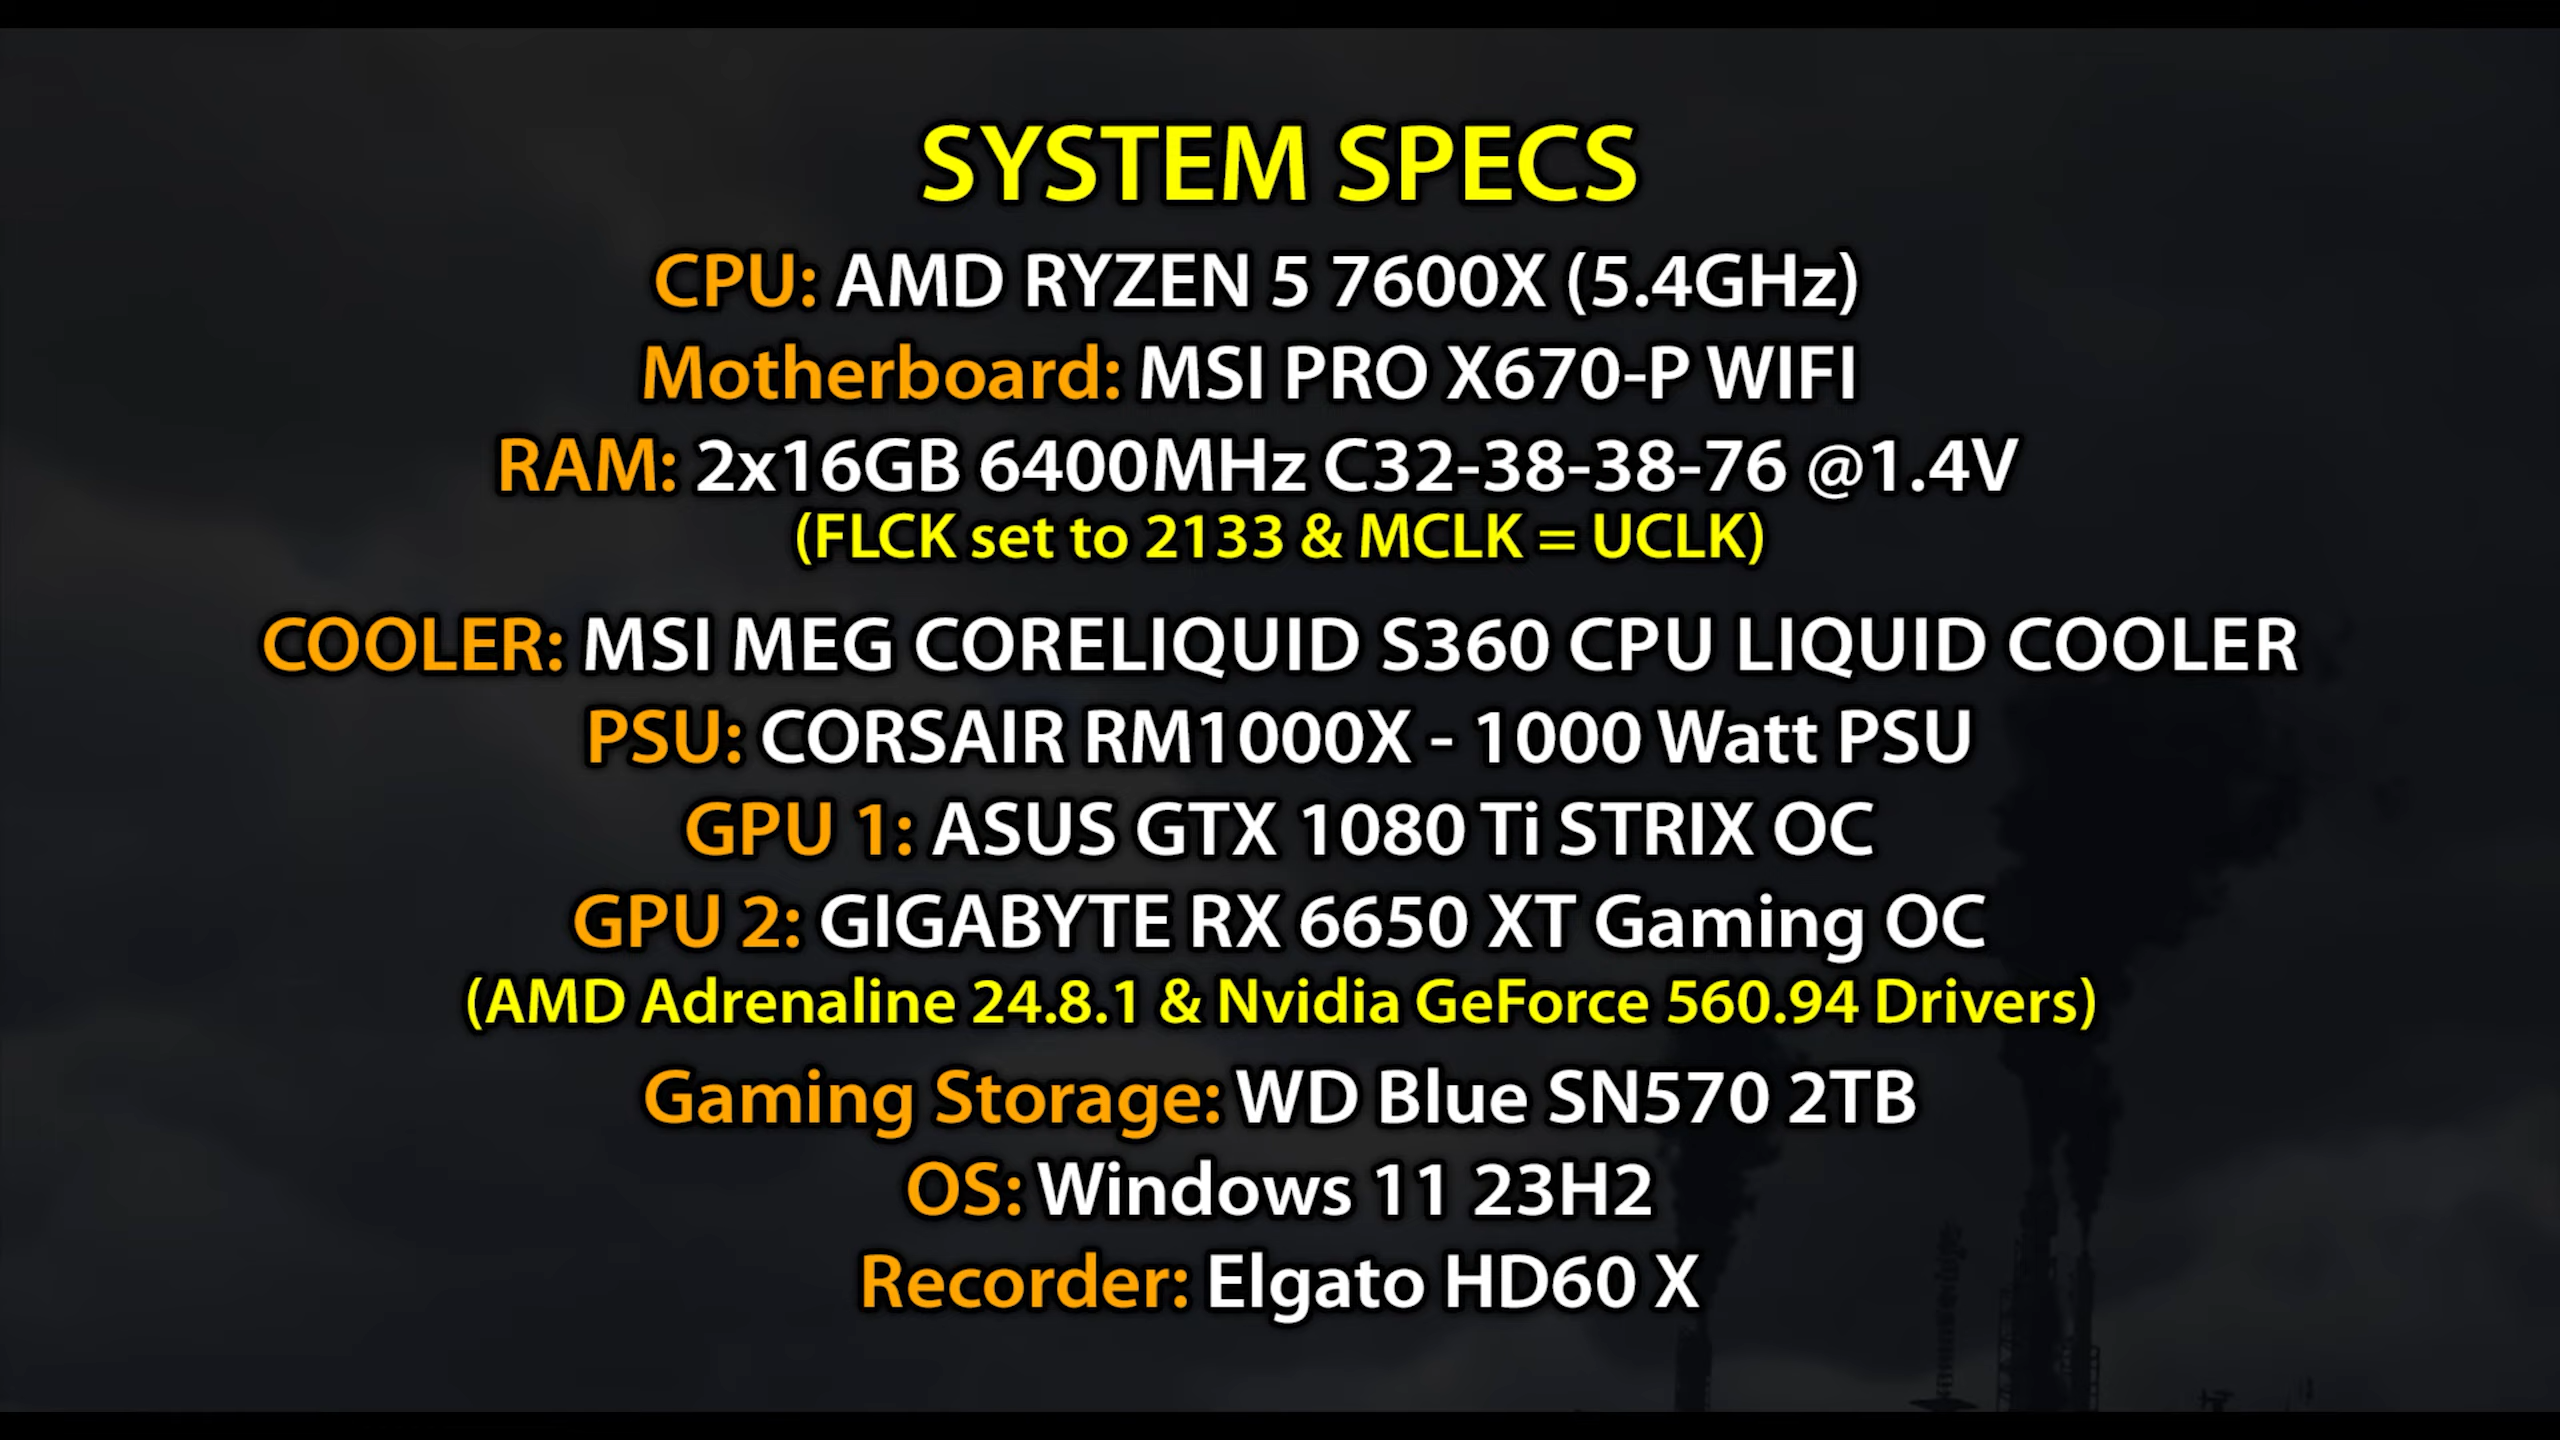 SYSTEM SPECS
CPU: AMD RYZEN 5 7600X (5.4GHz)
Motherboard: MSI PRO X670-P WIFI
RAM: 2x16GB 6400MHz C32-38-38-76 @1.4V
(FLCK set to 2133 & MCLK = UCLK)
COOLER: MSI MEG CORELIQUID S360 CPU LIQUID COOLER
PSU: CORSAIR RM1000X - 1000 Watt PSU
GPU 1: ASUS GTX 1080 Ti STRIX OC
GPU 2: GIGABYTE RX 6650 XT Gaming OC
(AMD Adrenaline 24.8.1 & Nvidia GeForce 560.94 Drivers)
Gaming Storage: WD Blue SN570 2TB
OS: Windows 11 23H2
Recorder: Elgato HD60 X